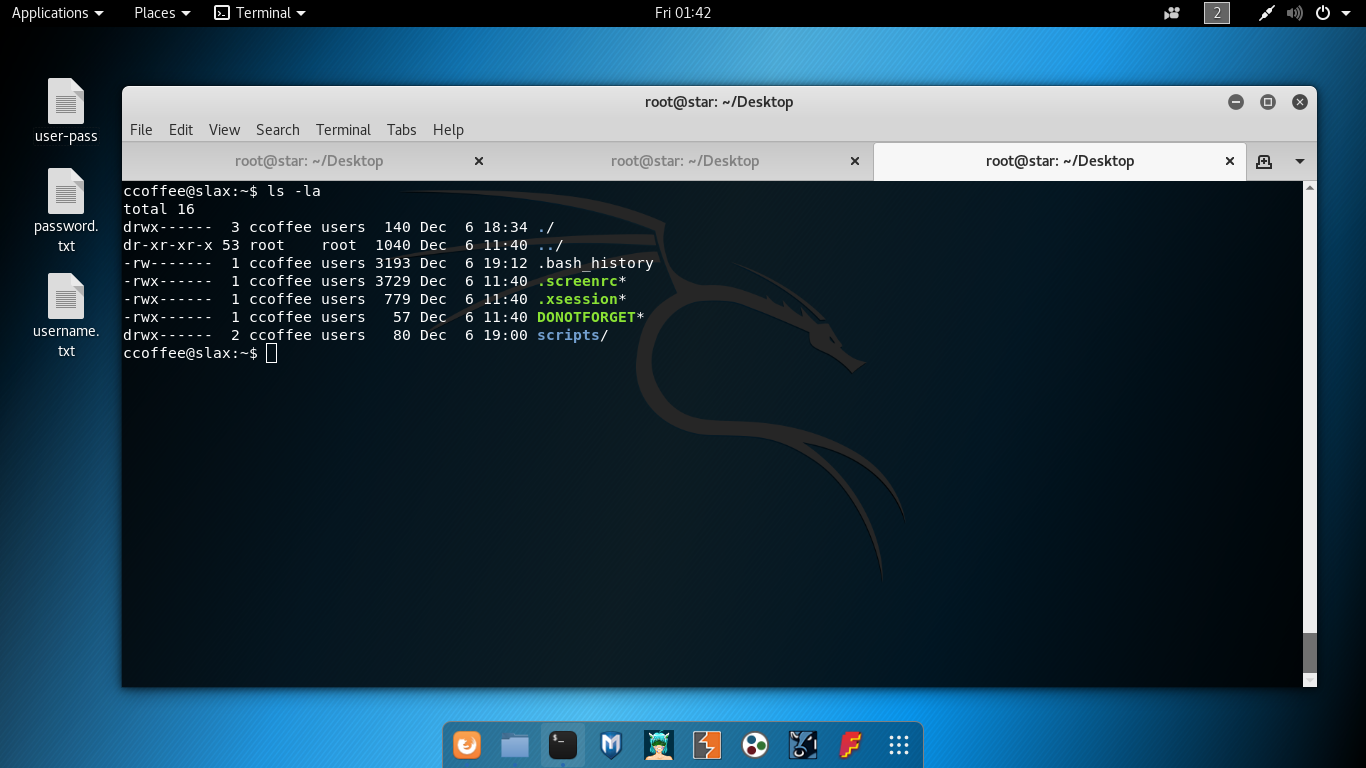 Applications Places Terminal Fri 01:42 2
user-pass
password.
txt
username.
txt
root@star: ~/Desktop
File Edit View Search Terminal Tabs Help
root@star: ~/Desktop root@star: ~/Desktop root@star: ~/Desktop
ccoffee@slax:~$ ls -la
total 16
drwx------  3 ccoffee users  140 Dec  6 18:34 ./
dr-xr-xr-x 53 root    root  1040 Dec  6 11:40 ../
-rw-------  1 ccoffee users 3193 Dec  6 19:12 .bash_history
-rwx------  1 ccoffee users 3729 Dec  6 11:40 .screenrc*
-rwx------  1 ccoffee users  779 Dec  6 11:40 .xsession*
-rwx------  1 ccoffee users   57 Dec  6 11:40 DONOTFORGET*
drwx------  2 ccoffee users   80 Dec  6 19:00 scripts/
ccoffee@slax:~$